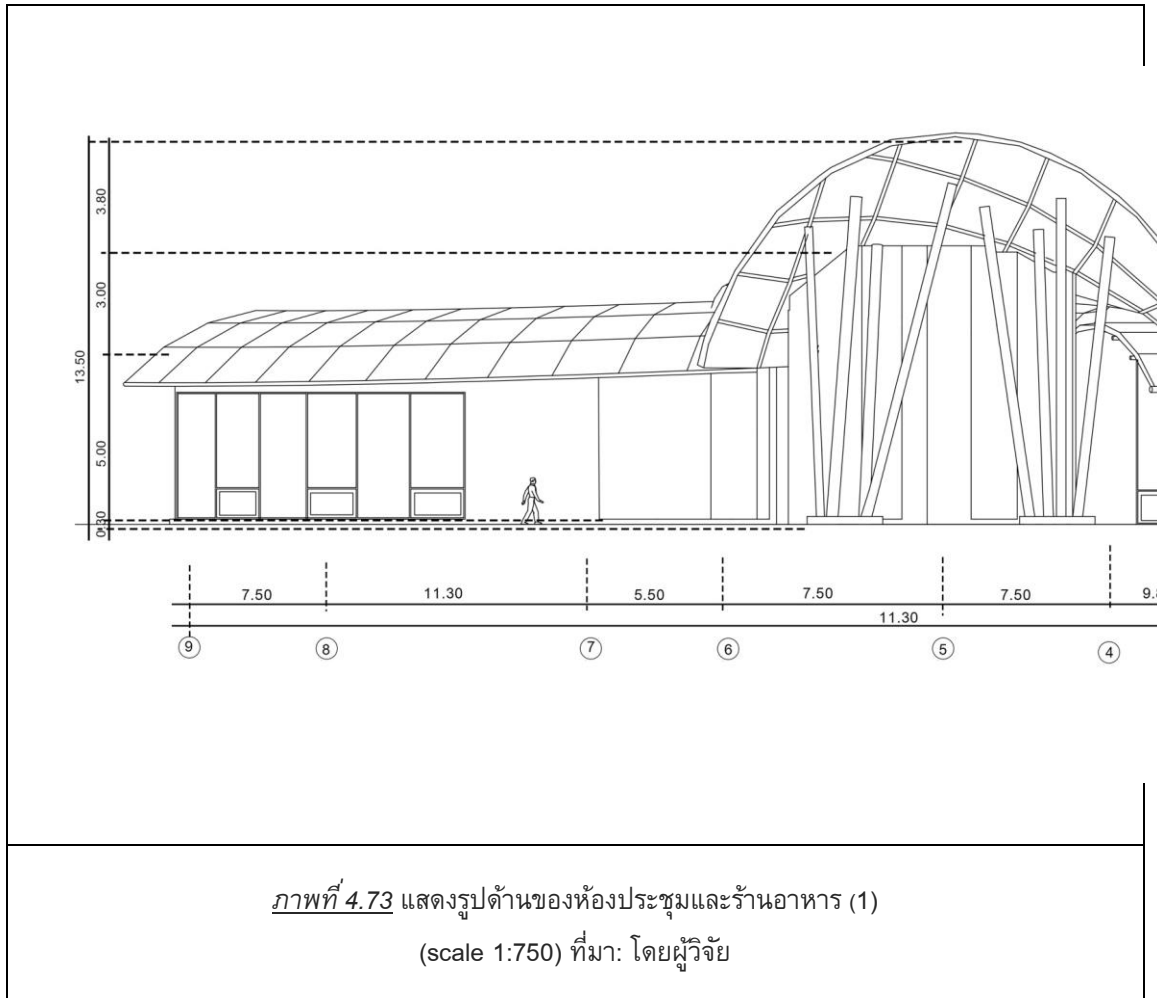 3.80
3.00
13.50
5.00
0.30
7.50 11.30 5.50 7.50 7.50 9.8
11.30
9 8 7 6 5 4
ภาพที่ 4.73 แสดงรูปด้านของห้องประชุมและร้านอาหาร (1)
(scale 1:750) ที่มา: โดยผู้วิจัย